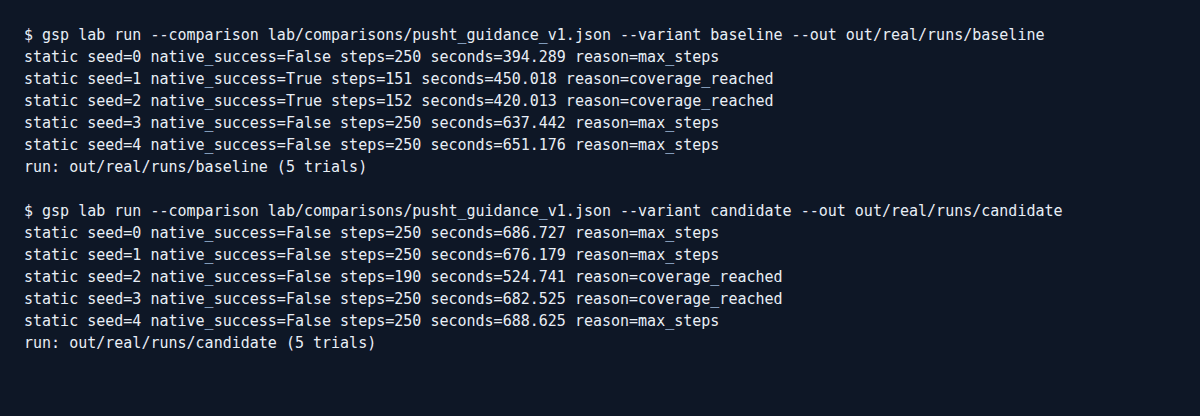 $ gsp lab run --comparison lab/comparisons/pusht_guidance_v1.json --variant baseline --out out/real/runs/baseline
static seed=0 native_success=False steps=250 seconds=394.289 reason=max_steps
static seed=1 native_success=True steps=151 seconds=450.018 reason=coverage_reached
static seed=2 native_success=True steps=152 seconds=420.013 reason=coverage_reached
static seed=3 native_success=False steps=250 seconds=637.442 reason=max_steps
static seed=4 native_success=False steps=250 seconds=651.176 reason=max_steps
run: out/real/runs/baseline (5 trials)
$ gsp lab run --comparison lab/comparisons/pusht_guidance_v1.json --variant candidate --out out/real/runs/candidate
static seed=0 native_success=False steps=250 seconds=686.727 reason=max_steps
static seed=1 native_success=False steps=250 seconds=676.179 reason=max_steps
static seed=2 native_success=False steps=190 seconds=524.741 reason=coverage_reached
static seed=3 native_success=False steps=250 seconds=682.525 reason=coverage_reached
static seed=4 native_success=False steps=250 seconds=688.625 reason=max_steps
run: out/real/runs/candidate (5 trials)